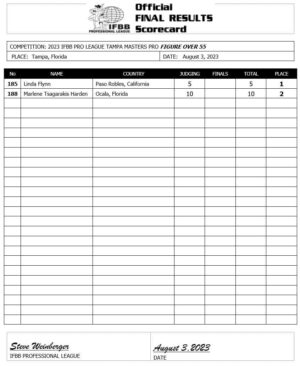 Official
FINAL RESULTS
Scorecard
IFBB
PROFESSIONAL LEAGUE
COMPETITION: 2023 IFBB PRO LEAGUE TAMPA MASTERS PRO FIGURE OVER 55
PLACE: Tampa, Florida DATE: August 3, 2023
No NAME COUNTRY JUDGING FINALS TOTAL PLACE
185 Linda Flynn Paso Robles, California 5 5 1
188 Marlene Tsagarakis Harden Ocala, Florida 10 10 2
Steve Weinberger August 3, 2023
IFBB PROFESSIONAL LEAGUE DATE